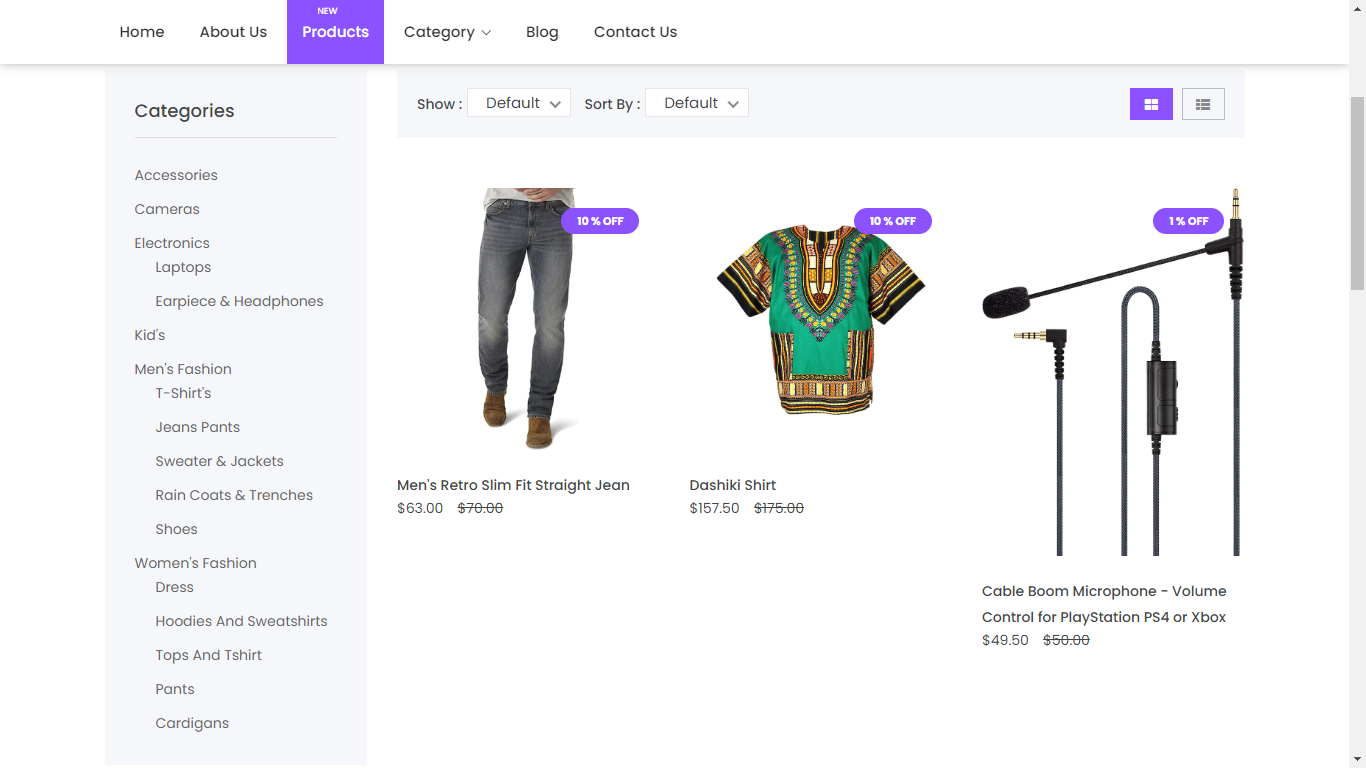 NEW
Home About Us Products Category Blog Contact Us
Categories
Accessories
Cameras
Electronics
Laptops
Earpiece & Headphones
Kid's
Men's Fashion
T-Shirt's
Jeans Pants
Sweater & Jackets
Rain Coats & Trenches
Shoes
Women's Fashion
Dress
Hoodies And Sweatshirts
Tops And Tshirt
Pants
Cardigans
Show : Default Sort By : Default
10 % OFF
Men's Retro Slim Fit Straight Jean
$63.00 $70.00
10 % OFF
Dashiki Shirt
$157.50 $175.00
1 % OFF
Cable Boom Microphone - Volume
Control for PlayStation PS4 or Xbox
$49.50 $50.00